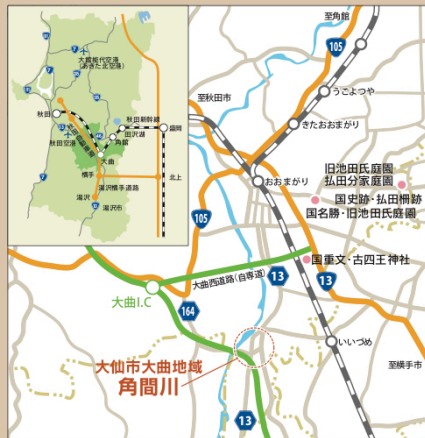 至角館
105
うこよつや
至秋田市
きたおおまがり
おおまがり
旧池田氏庭園
払田分家庭園
国史跡・払田柵跡
国名勝・旧池田氏庭園
105
13
国重文・古四王神社
13
大曲西道路(自専道)
大曲I.C
164
いいづめ
至横手市
大仙市大曲地域
角間川
13
大館能代空港
(あきた北空港)
7
秋田
秋田新幹線
田沢湖
盛岡
角館
秋田空港
大曲
横手
北上
7
湯沢横手道路
湯沢
湯沢市